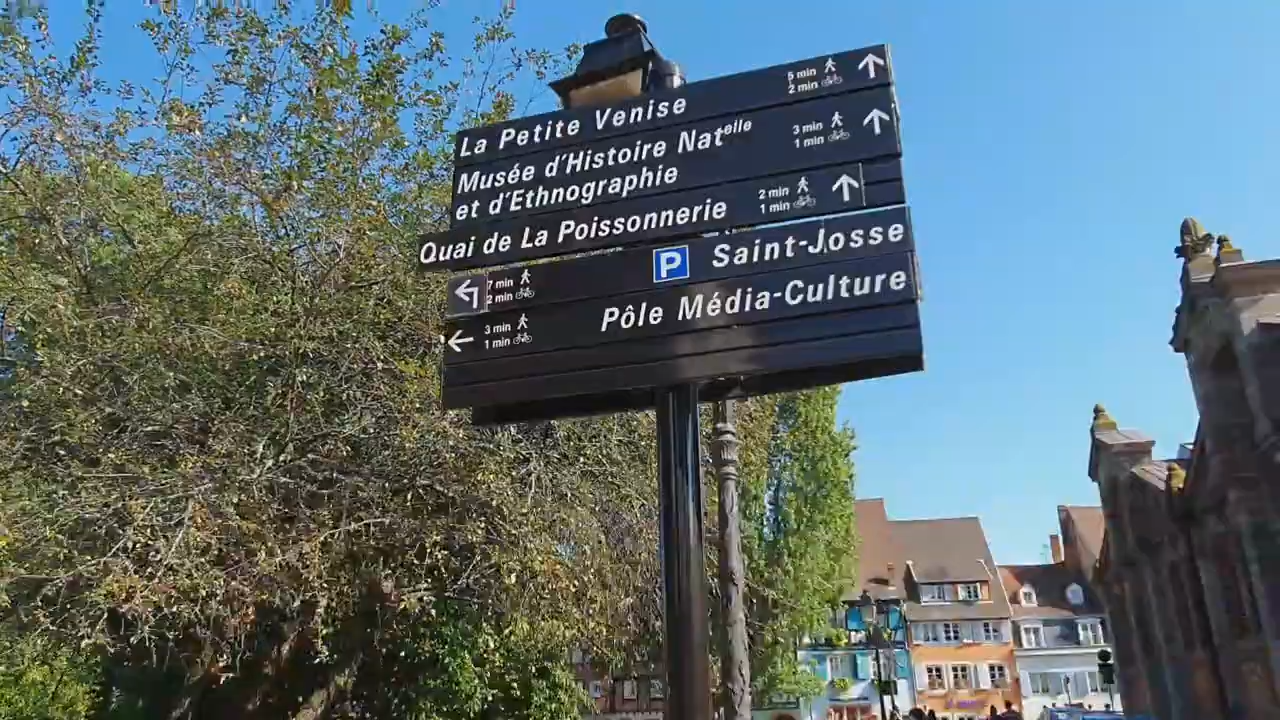 La Petite Venise 5 min 2 min
Musée d'Histoire Nat^elle 3 min 1 min
et d'Ethnographie
Quai de La Poissonnerie 2 min 1 min
7 min 2 min P Saint-Josse
3 min 1 min Pôle Média-Culture